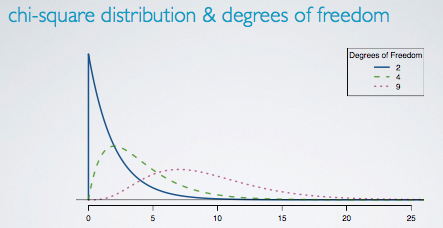 chi-square distribution & degrees of freedom
Degrees of Freedom
2
4
9
0 5 10 15 20 25